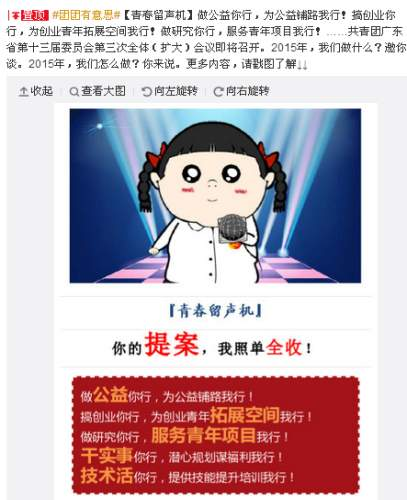 置顶 #团团有意思#【青春留声机】做公益你行，为公益铺路我行！搞创业你
行，为创业青年拓展空间我行！做研究你行，服务青年项目我行！……共青团广东
省第十三届委员会第三次全体（扩大）会议即将召开。2015年，我们做什么？邀你
谈。2015年，我们怎么做？你来说。更多内容，请戳图了解↓↓
收起 查看大图 向左旋转 向右旋转
『青春留声机』
你的提案，我照单全收！
做公益你行，为公益铺路我行！
搞创业你行，为创业青年拓展空间我行！
做研究你行，服务青年项目我行！
干实事你行，潜心规划谋福利我行！
技术活你行，提供技能提升培训我行！